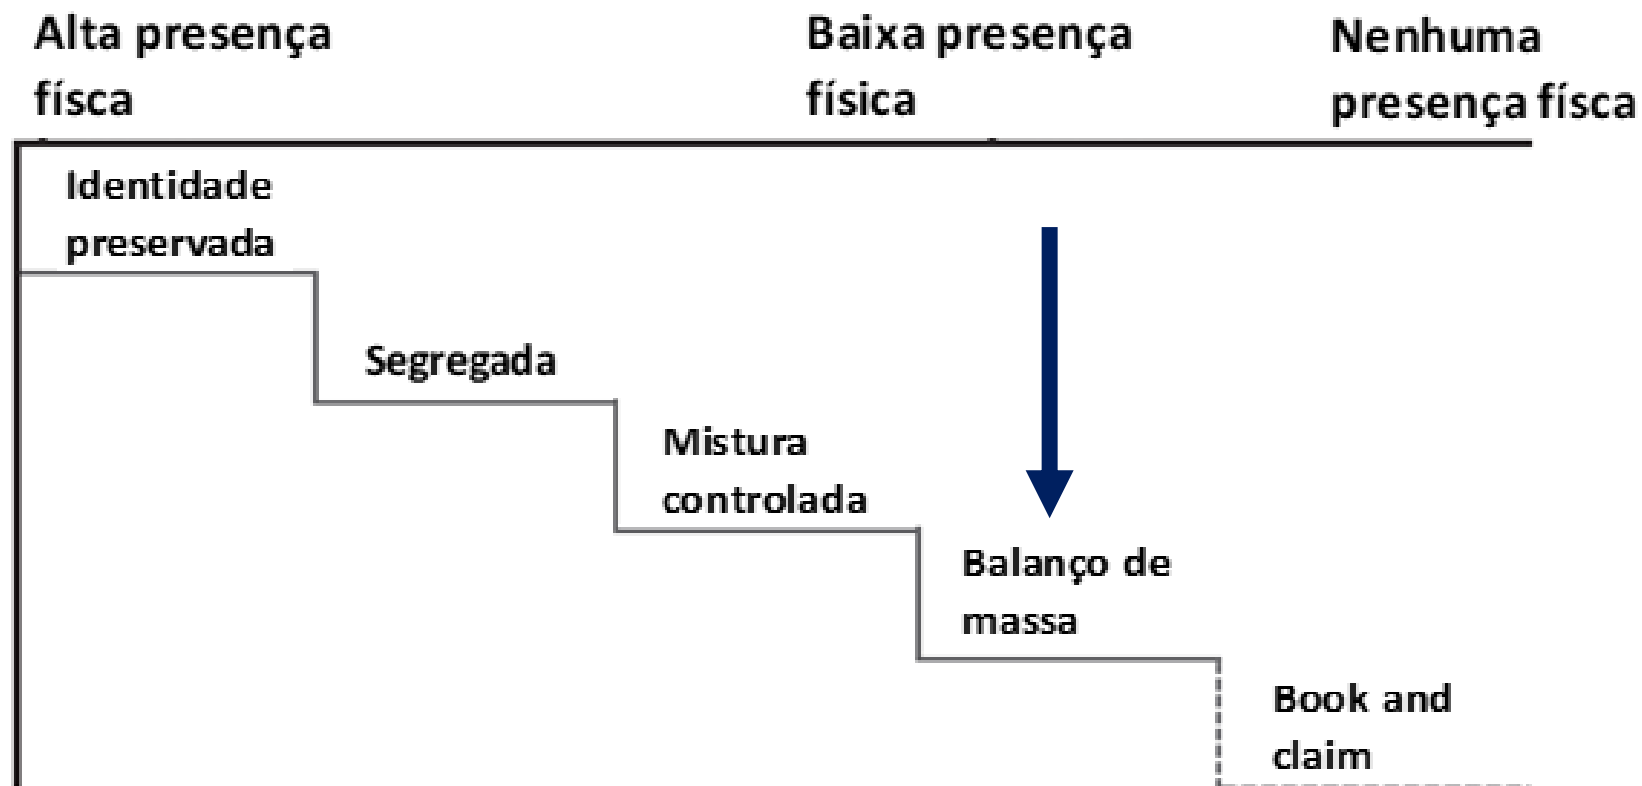 Alta presença
físca
Baixa presença
física
Nenhuma
presença físca
Identidade
preservada
Segregada
Mistura
controlada
Balanço de
massa
Book and
claim